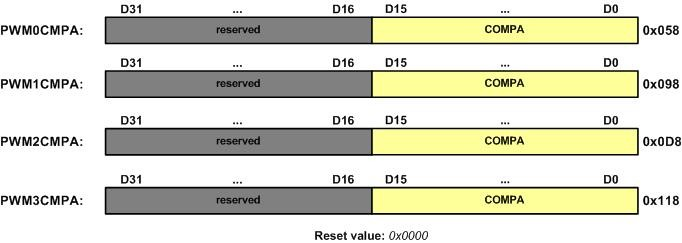 D31 ... D16 D15 ... D0
PWM0CMPA: reserved COMPA 0x058
D31 ... D16 D15 ... D0
PWM1CMPA: reserved COMPA 0x098
D31 ... D16 D15 ... D0
PWM2CMPA: reserved COMPA 0x0D8
D31 ... D16 D15 ... D0
PWM3CMPA: reserved COMPA 0x118
Reset value: 0x0000